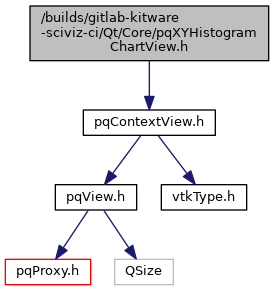 /builds/gitlab-kitware
-sciviz-ci/Qt/Core/pqXYHistogram
ChartView.h
pqContextView.h
pqView.h
vtkType.h
pqProxy.h
QSize